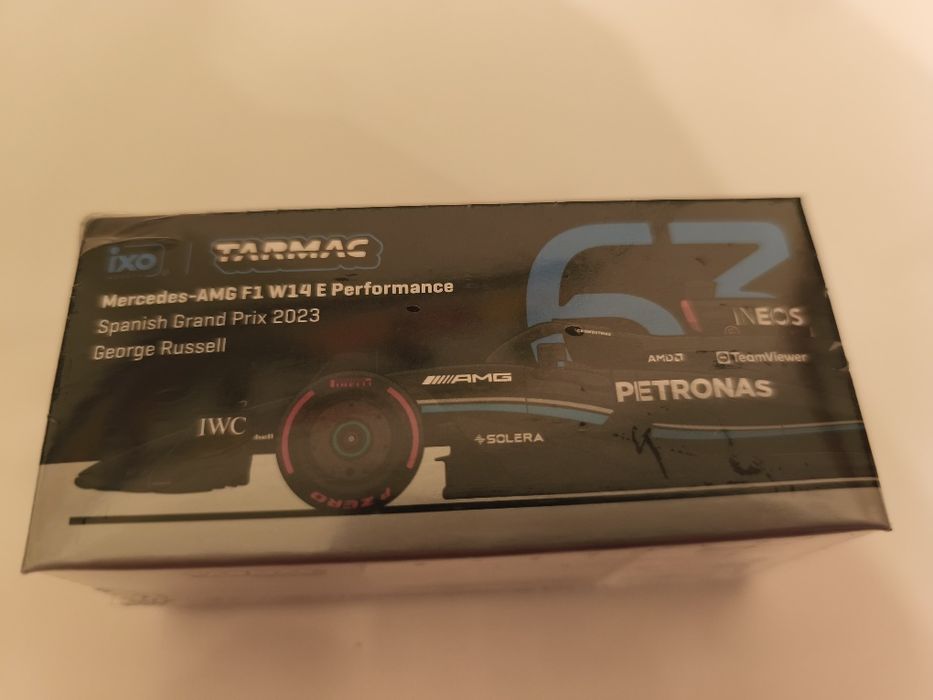 ixo TARMAC
63
Mercedes-AMG F1 W14 E Performance
Spanish Grand Prix 2023
George Russell
INEOS
AMD TeamViewer
PIRELLI
AMG
PETRONAS
IWC
SOLERA
P ZERO